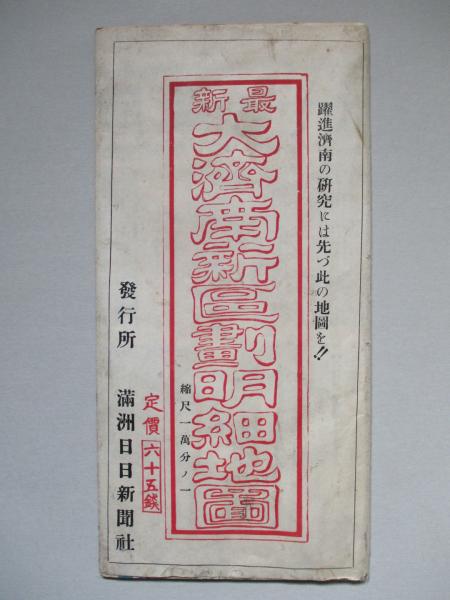 躍進濟南の硏究には先づ此の地圖を!!
最新
大濟南新區劃明細地圖
縮尺一萬分ノ一
定價 六十五錢
發行所 滿洲日日新聞社